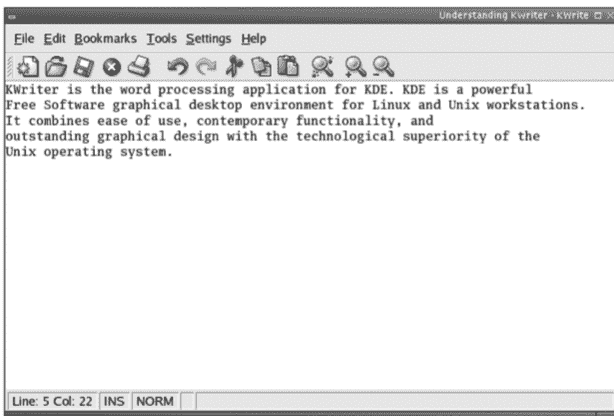 Understanding Kwriter - KWrite
File Edit Bookmarks Tools Settings Help
KWriter is the word processing application for KDE. KDE is a powerful
Free Software graphical desktop environment for Linux and Unix workstations.
It combines ease of use, contemporary functionality, and
outstanding graphical design with the technological superiority of the
Unix operating system.
Line: 5 Col: 22 INS NORM